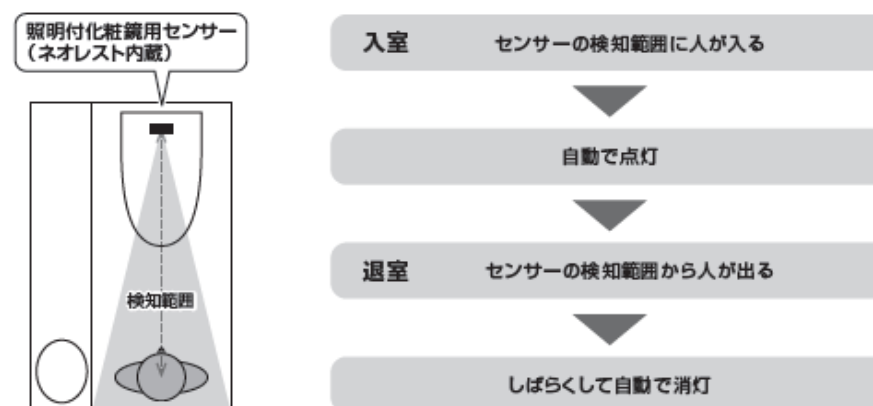 照明付化粧鏡用センサー
（ネオレスト内蔵）
検知範囲
入室 センサーの検知範囲に人が入る
自動で点灯
退室 センサーの検知範囲から人が出る
しばらくして自動で消灯